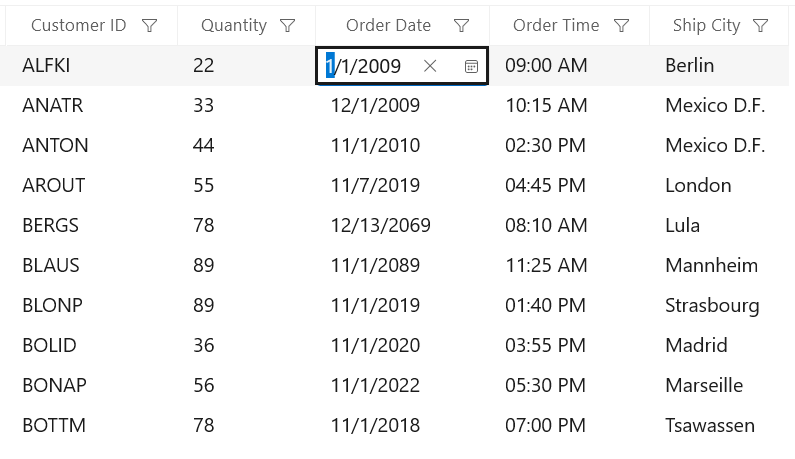 Customer ID Quantity Order Date Order Time Ship City
ALFKI 22 1/1/2009 09:00 AM Berlin
ANATR 33 12/1/2009 10:15 AM Mexico D.F.
ANTON 44 11/1/2010 02:30 PM Mexico D.F.
AROUT 55 11/7/2019 04:45 PM London
BERGS 78 12/13/2069 08:10 AM Lula
BLAUS 89 11/1/2089 11:25 AM Mannheim
BLONP 89 11/1/2019 01:40 PM Strasbourg
BOLID 36 11/1/2020 03:55 PM Madrid
BONAP 56 11/1/2022 05:30 PM Marseille
BOTTM 78 11/1/2018 07:00 PM Tsawassen